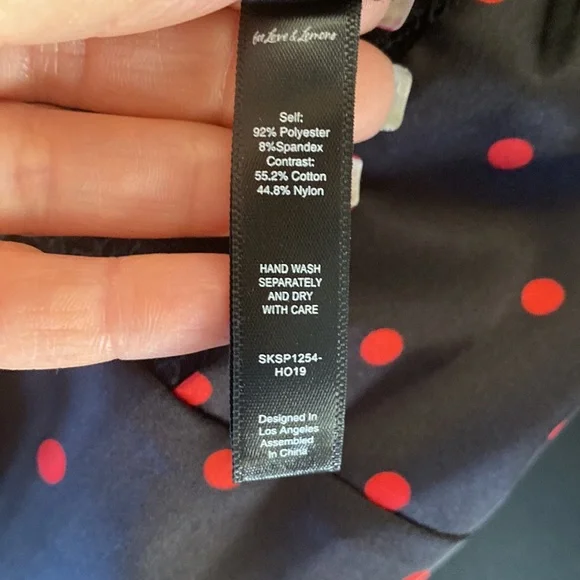 for Love & Lemons
Self:
92% Polyester
8%Spandex
Contrast:
55.2% Cotton
44.8% Nylon
HAND WASH
SEPARATELY
AND DRY
WITH CARE
SKSP1254-
HO19
Designed In
Los Angeles
Assembled
In China